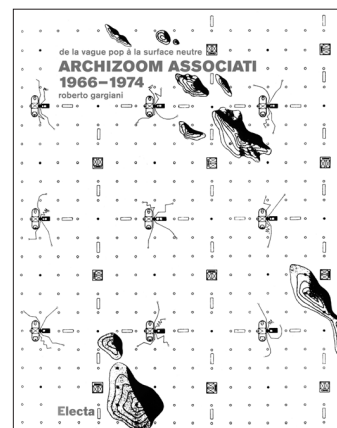 de la vague pop à la surface neutre
ARCHIZOOM ASSOCIATI
1966–1974
roberto gargiani
Electa